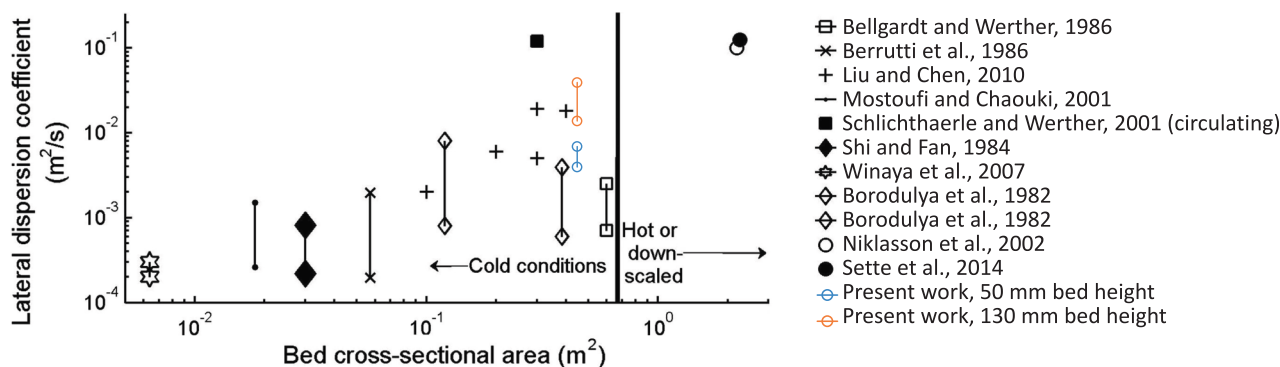 Lateral dispersion coefficient
(m²/s)
10⁻¹
10⁻²
10⁻³
10⁻⁴
Cold conditions
Hot or
down-
scaled
10⁻²
10⁻¹
10⁰
Bed cross-sectional area (m²)
Bellgardt and Werther, 1986
Berrutti et al., 1986
Liu and Chen, 2010
Mostoufi and Chaouki, 2001
Schlichthaerle and Werther, 2001 (circulating)
Shi and Fan, 1984
Winaya et al., 2007
Borodulya et al., 1982
Borodulya et al., 1982
Niklasson et al., 2002
Sette et al., 2014
Present work, 50 mm bed height
Present work, 130 mm bed height